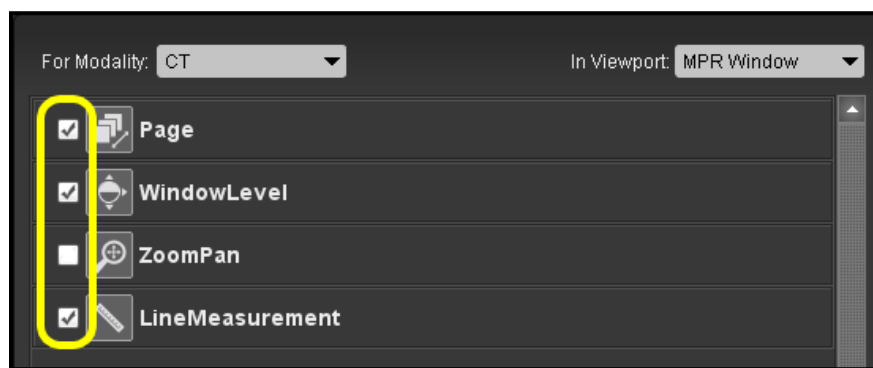 For Modality: CT In Viewport: MPR Window
Page
WindowLevel
ZoomPan
LineMeasurement